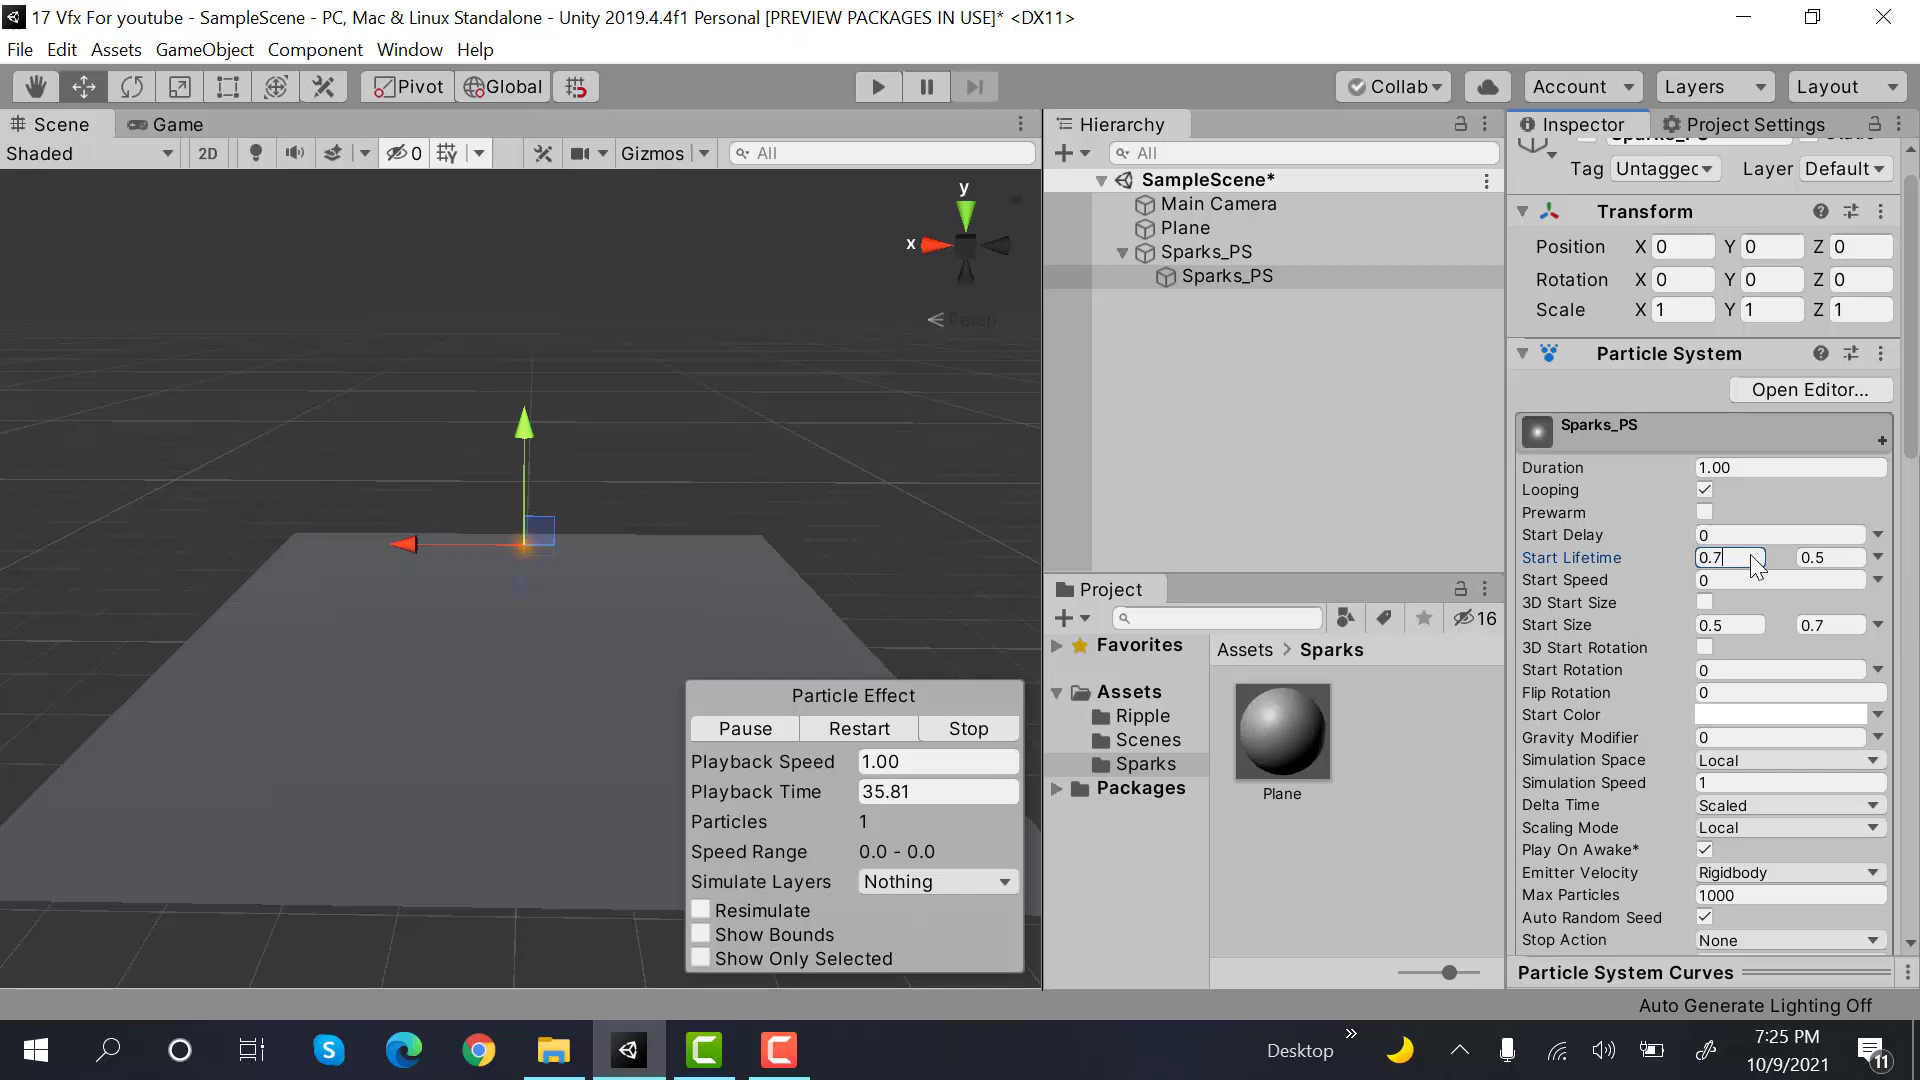 17 Vfx For youtube - SampleScene - PC, Mac & Linux Standalone - Unity 2019.4.4f1 Personal [PREVIEW PACKAGES IN USE]* <DX11>
File Edit Assets GameObject Component Window Help
Pivot Global Collab Account Layers Layout
Scene Game
Shaded 2D 0 Gizmos All
y
x
Persp
Particle Effect
Pause Restart Stop
Playback Speed 1.00
Playback Time 35.81
Particles 1
Speed Range 0.0 - 0.0
Simulate Layers Nothing
Resimulate
Show Bounds
Show Only Selected
Hierarchy
All
SampleScene*
Main Camera
Plane
Sparks_PS
Sparks_PS
Project
16
Favorites
Assets
Ripple
Scenes
Sparks
Packages
Assets > Sparks
Plane
Inspector Project Settings
Tag Untagged Layer Default
Transform
Position X 0 Y 0 Z 0
Rotation X 0 Y 0 Z 0
Scale X 1 Y 1 Z 1
Particle System
Open Editor...
Sparks_PS
Duration 1.00
Looping
Prewarm
Start Delay 0
Start Lifetime 0.7 0.5
Start Speed 0
3D Start Size
Start Size 0.5 0.7
3D Start Rotation
Start Rotation 0
Flip Rotation 0
Start Color
Gravity Modifier 0
Simulation Space Local
Simulation Speed 1
Delta Time Scaled
Scaling Mode Local
Play On Awake*
Emitter Velocity Rigidbody
Max Particles 1000
Auto Random Seed
Stop Action None
Particle System Curves
Auto Generate Lighting Off
Desktop
7:25 PM
10/9/2021
11